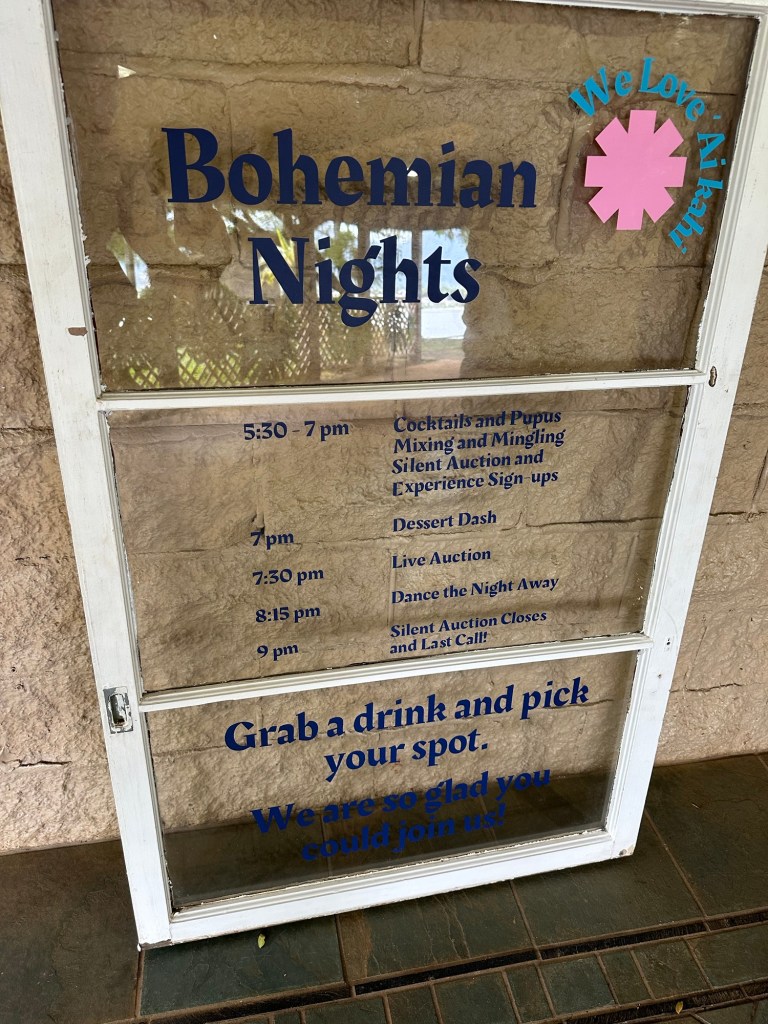 We Love 'Ai kahi
Bohemian
Nights
5:30 - 7 pm Cocktails and Pupus
Mixing and Mingling
Silent Auction and
Experience Sign-ups
7 pm Dessert Dash
7:30 pm Live Auction
8:15 pm Dance the Night Away
9 pm Silent Auction Closes
and Last Call!
Grab a drink and pick
your spot.
We are so glad you
could join us!